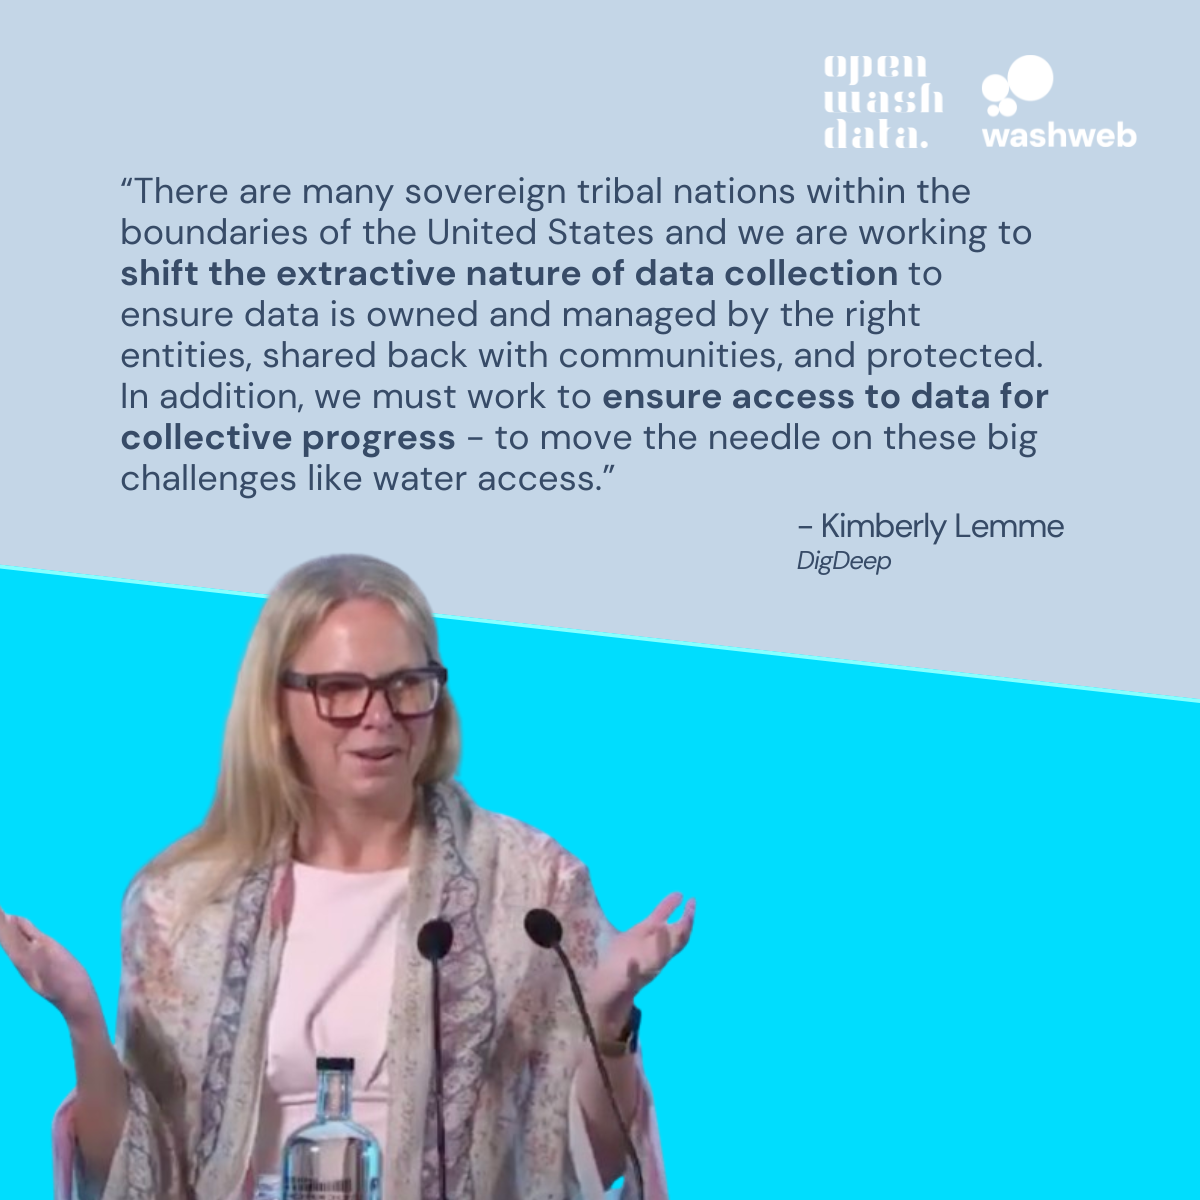 open
wash
data.
washweb
“There are many sovereign tribal nations within the
boundaries of the United States and we are working to
shift the extractive nature of data collection to
ensure data is owned and managed by the right
entities, shared back with communities, and protected.
In addition, we must work to ensure access to data for
collective progress - to move the needle on these big
challenges like water access.”
- Kimberly Lemme
DigDeep